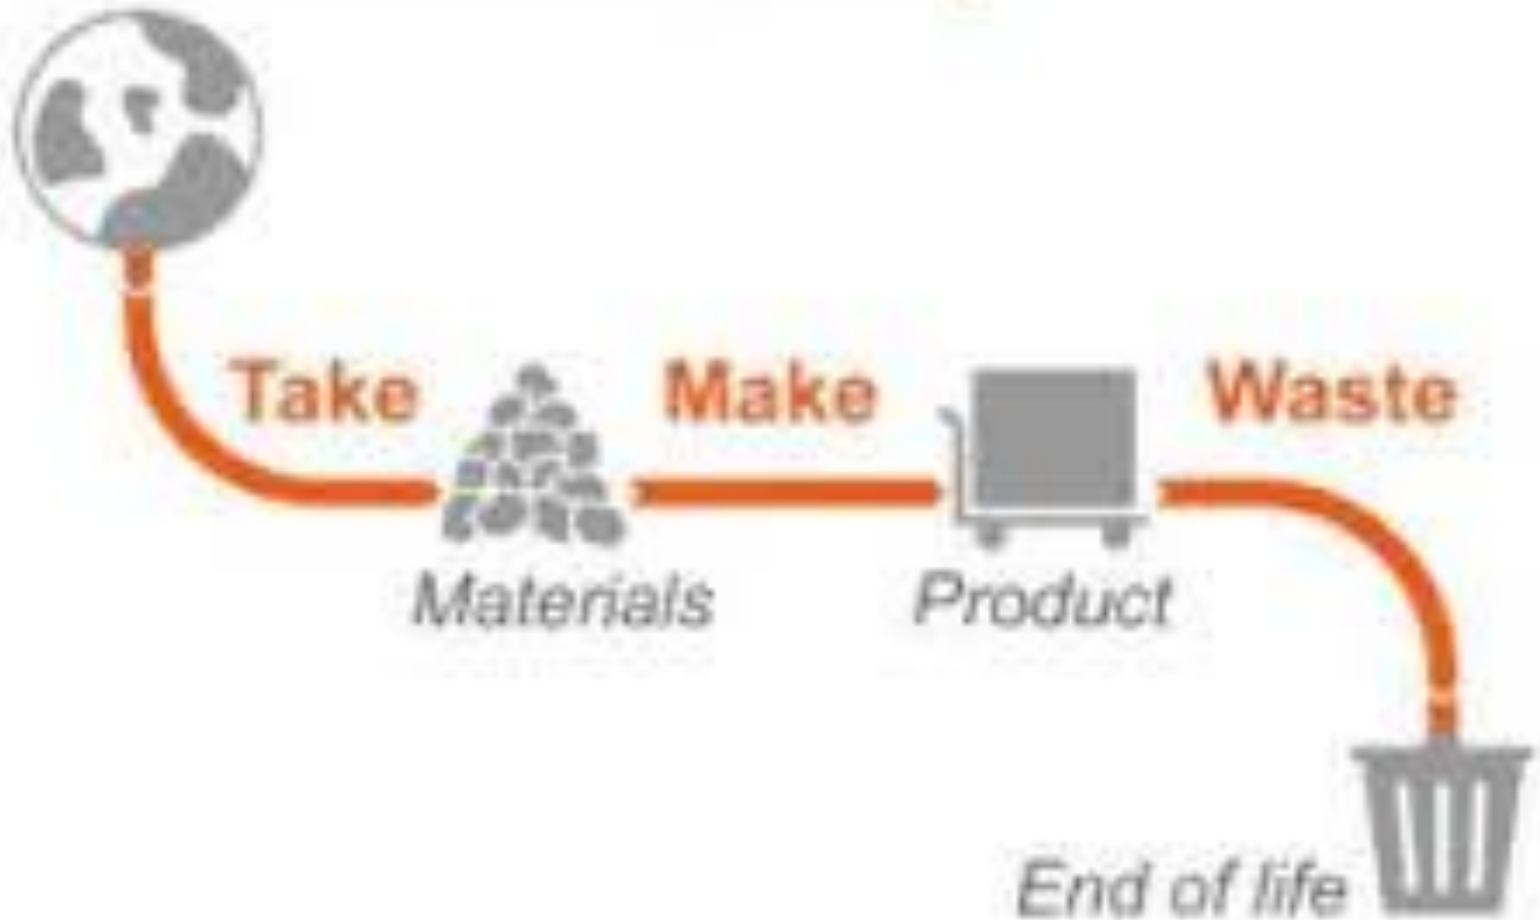 Take
Make
Waste
Materials
Product
End of life